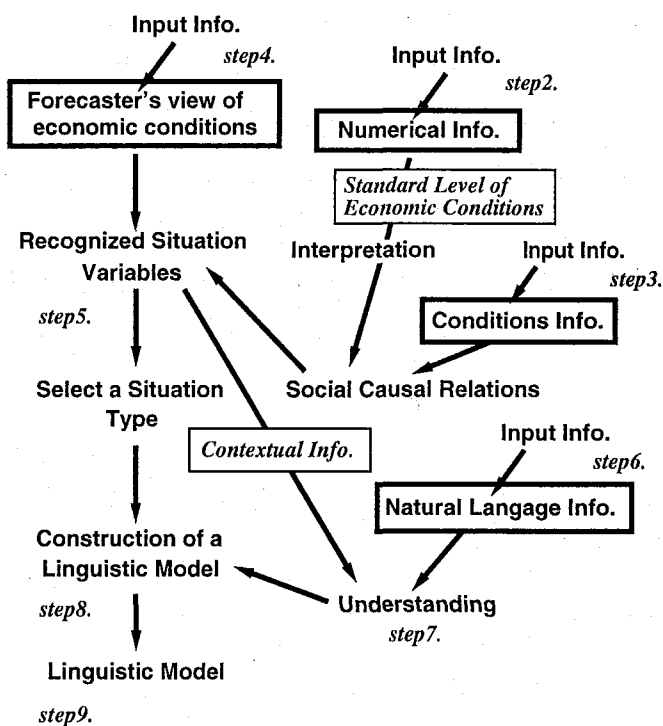 Input Info.
step4.
Forecaster's view of
economic conditions
Input Info.
step2.
Numerical Info.
Standard Level of
Economic Conditions
Recognized Situation
Variables
Interpretation
Input Info.
step3.
Conditions Info.
step5.
Select a Situation
Type
Social Causal Relations
Contextual Info.
Input Info.
step6.
Natural Langage Info.
Construction of a
Linguistic Model
Understanding
step8.
step7.
Linguistic Model
step9.